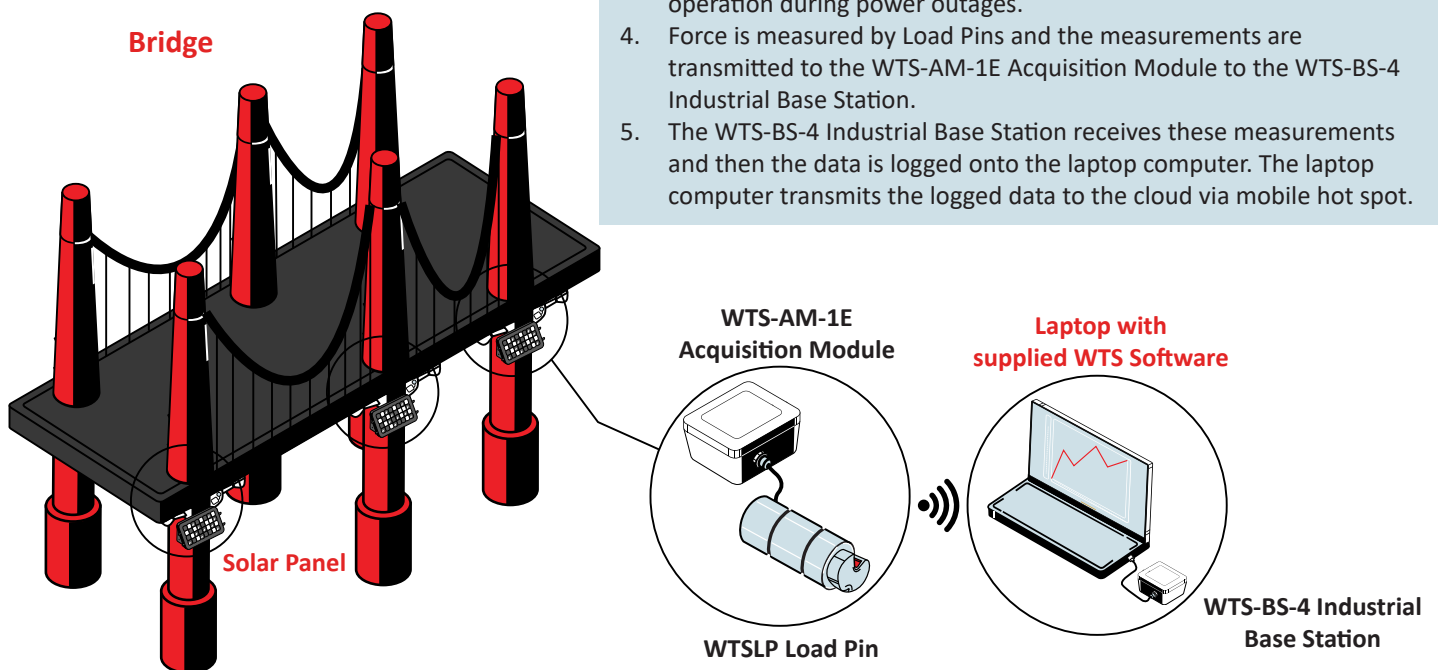 operation during power outages.
4. Force is measured by Load Pins and the measurements are
transmitted to the WTS-AM-1E Acquisition Module to the WTS-BS-4
Industrial Base Station.
5. The WTS-BS-4 Industrial Base Station receives these measurements
and then the data is logged onto the laptop computer. The laptop
computer transmits the logged data to the cloud via mobile hot spot.
Bridge
Solar Panel
WTS-AM-1E
Acquisition Module
WTSLP Load Pin
Laptop with
supplied WTS Software
WTS-BS-4 Industrial
Base Station